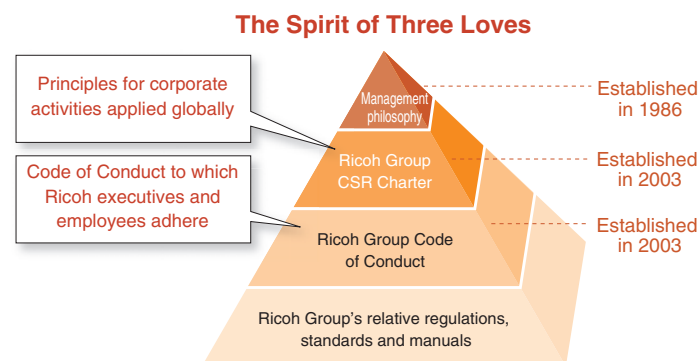 The Spirit of Three Loves
Principles for corporate
activities applied globally
Code of Conduct to which
Ricoh executives and
employees adhere
Management
philosophy
Ricoh Group
CSR Charter
Ricoh Group Code
of Conduct
Ricoh Group's relative regulations,
standards and manuals
Established
in 1986
Established
in 2003
Established
in 2003